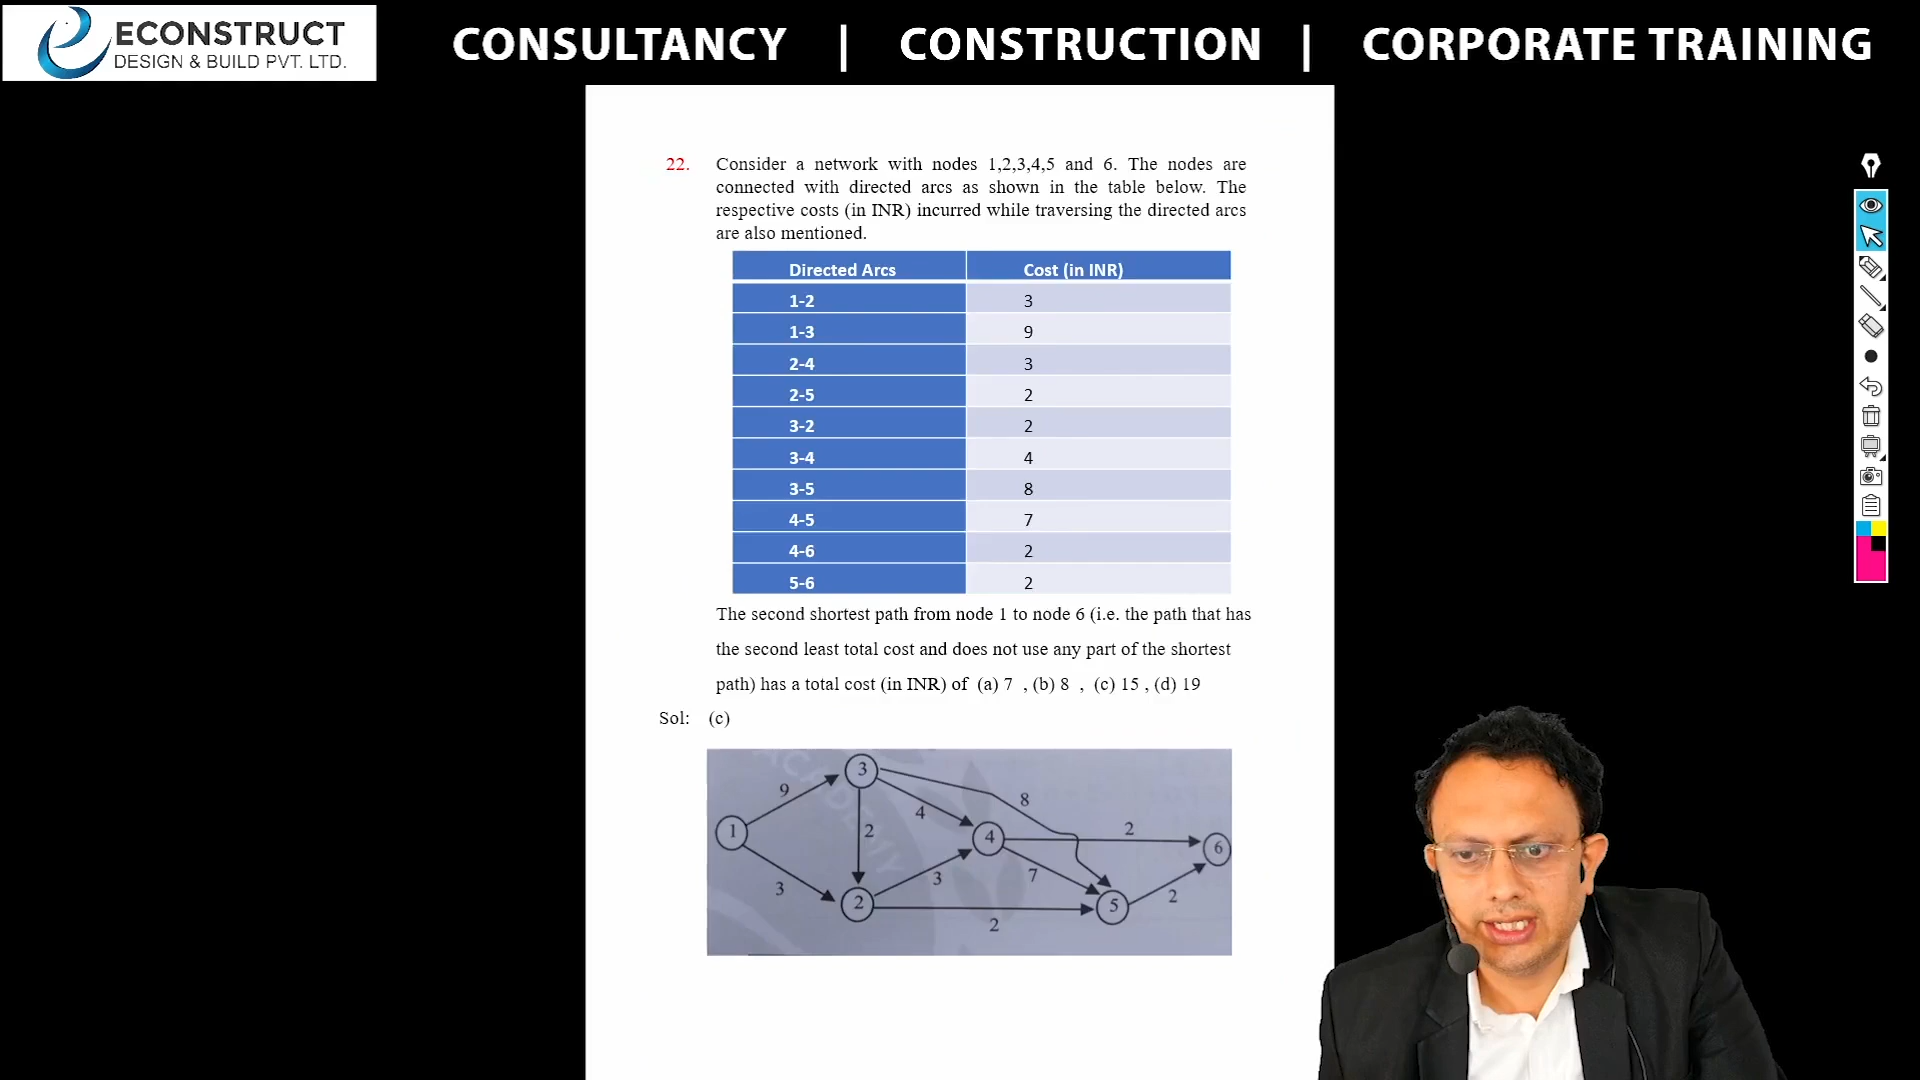 ECONSTRUCT
DESIGN & BUILD PVT. LTD.
CONSULTANCY | CONSTRUCTION | CORPORATE TRAINING
22. Consider a network with nodes 1,2,3,4,5 and 6. The nodes are
connected with directed arcs as shown in the table below. The
respective costs (in INR) incurred while traversing the directed arcs
are also mentioned.
Directed Arcs Cost (in INR)
1-2 3
1-3 9
2-4 3
2-5 2
3-2 2
3-4 4
3-5 8
4-5 7
4-6 2
5-6 2
The second shortest path from node 1 to node 6 (i.e. the path that has
the second least total cost and does not use any part of the shortest
path) has a total cost (in INR) of (a) 7 , (b) 8 , (c) 15 , (d) 19
Sol: (c)
ACADEMY
3
9
8
4
1
2
2
4
6
3
7
3
2
5
2
2